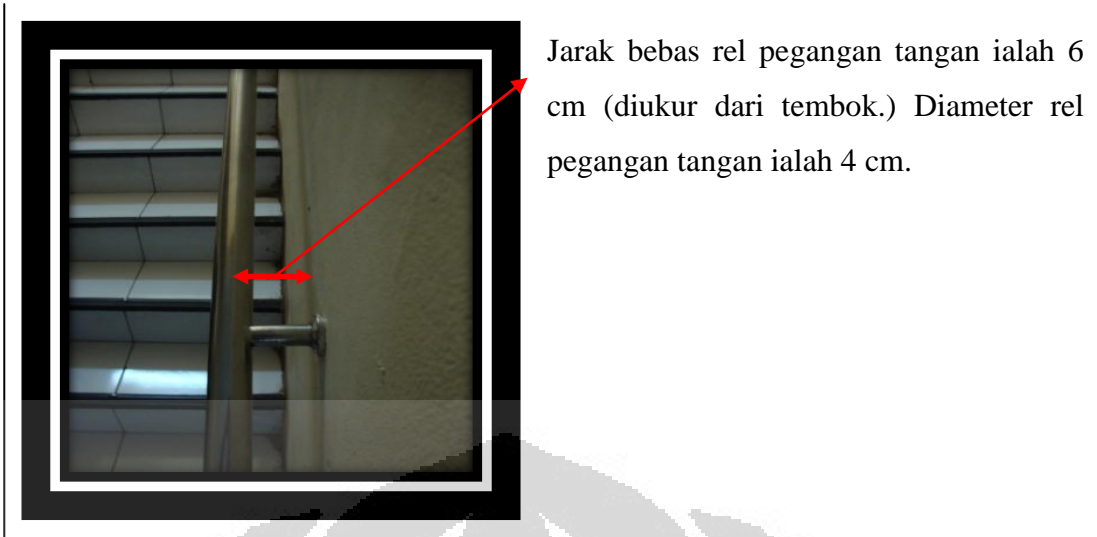 Jarak bebas rel pegangan tangan ialah 6
cm (diukur dari tembok.) Diameter rel
pegangan tangan ialah 4 cm.